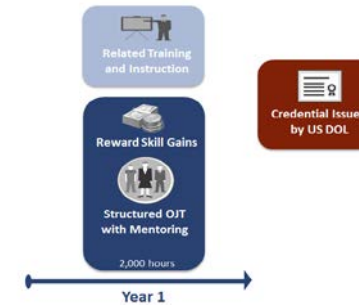 Related Training
and Instruction
Reward Skill Gains
Structured OJT
with Mentoring
2,000 hours
Year 1
Credential Issue
by US DOL